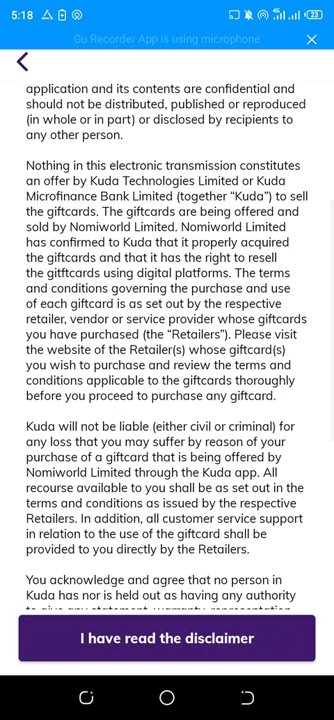 5:18
4G
23
Gu Recorder App is using microphone
application and its contents are confidential and
should not be distributed, published or reproduced
(in whole or in part) or disclosed by recipients to
any other person.
Nothing in this electronic transmission constitutes
an offer by Kuda Technologies Limited or Kuda
Microfinance Bank Limited (together “Kuda”) to sell
the giftcards. The giftcards are being offered and
sold by Nomiworld Limited. Nomiworld Limited
has confirmed to Kuda that it properly acquired
the giftcards and that it has the right to resell
the gitftcards using digital platforms. The terms
and conditions governing the purchase and use
of each giftcard is as set out by the respective
retailer, vendor or service provider whose giftcards
you have purchased (the “Retailers”). Please visit
the website of the Retailer(s) whose giftcard(s)
you wish to purchase and review the terms and
conditions applicable to the giftcards thoroughly
before you proceed to purchase any giftcard.
Kuda will not be liable (either civil or criminal) for
any loss that you may suffer by reason of your
purchase of a giftcard that is being offered by
Nomiworld Limited through the Kuda app. All
recourse available to you shall be as set out in the
terms and conditions as issued by the respective
Retailers. In addition, all customer service support
in relation to the use of the giftcard shall be
provided to you directly by the Retailers.
You acknowledge and agree that no person in
Kuda has nor is held out as having any authority
to give any statement, warranty, representation
I have read the disclaimer